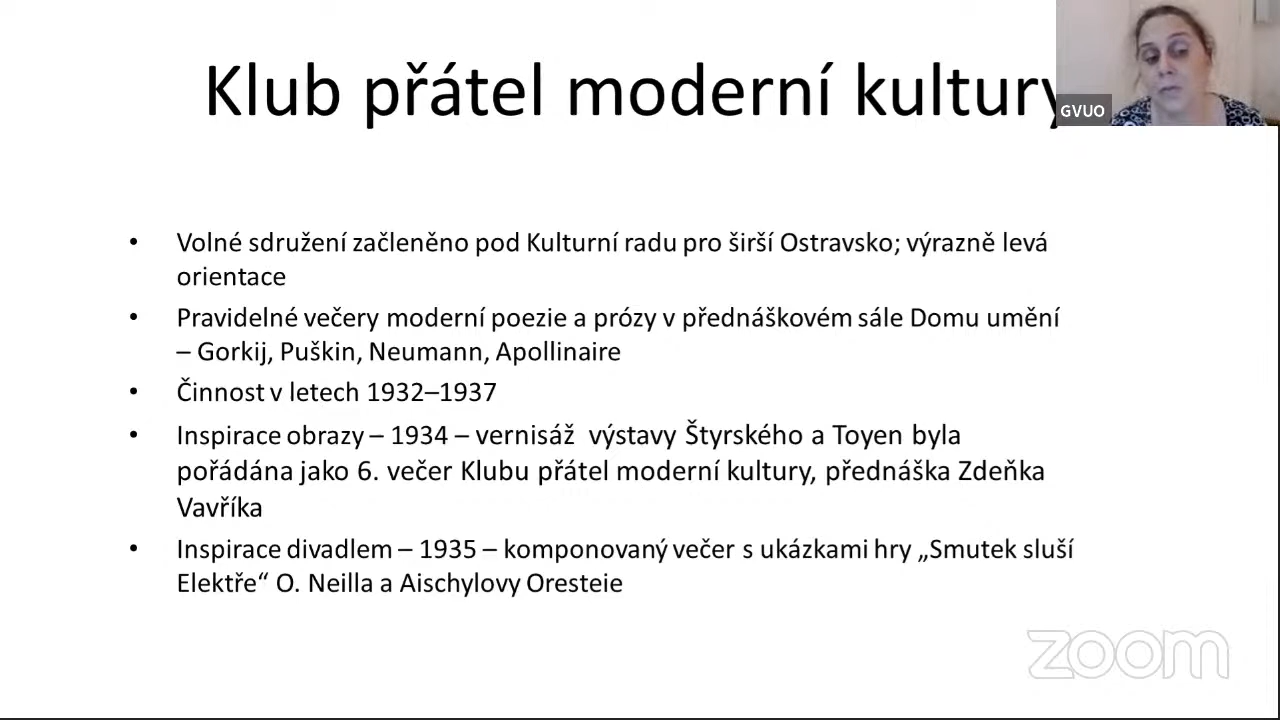 Klub přátel moderní kultury
GVUO
• Volné sdružení začleněno pod Kulturní radu pro širší Ostravsko; výrazně levá
orientace
• Pravidelné večery moderní poezie a prózy v přednáškovém sále Domu umění
– Gorkij, Puškin, Neumann, Apollinaire
• Činnost v letech 1932–1937
• Inspirace obrazy – 1934 – vernisáž výstavy Štyrského a Toyen byla
pořádána jako 6. večer Klubu přátel moderní kultury, přednáška Zdeňka
Vavříka
• Inspirace divadlem – 1935 – komponovaný večer s ukázkami hry „Smutek sluší
Elektře“ O. Neilla a Aischylovy Oresteie
zoom